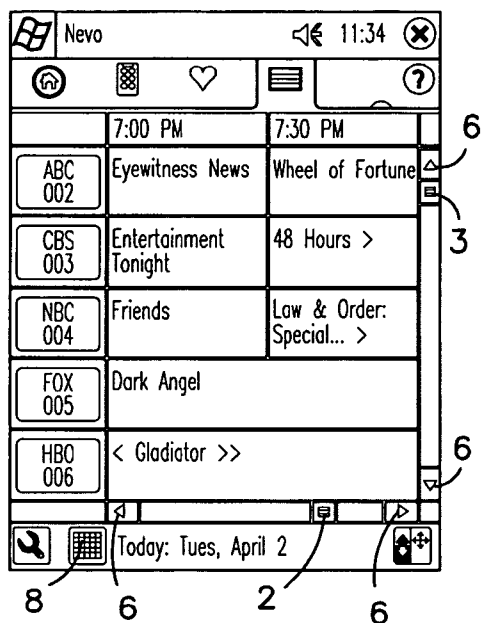 Nevo 11:34
?
7:00 PM 7:30 PM
6
ABC Eyewitness News Wheel of Fortune
002
3
CBS Entertainment 48 Hours >
003 Tonight
NBC Friends Law & Order:
004 Special... >
FOX Dark Angel
005
HBO < Gladiator >>
006
6
Today: Tues, April 2
8 6 2 6